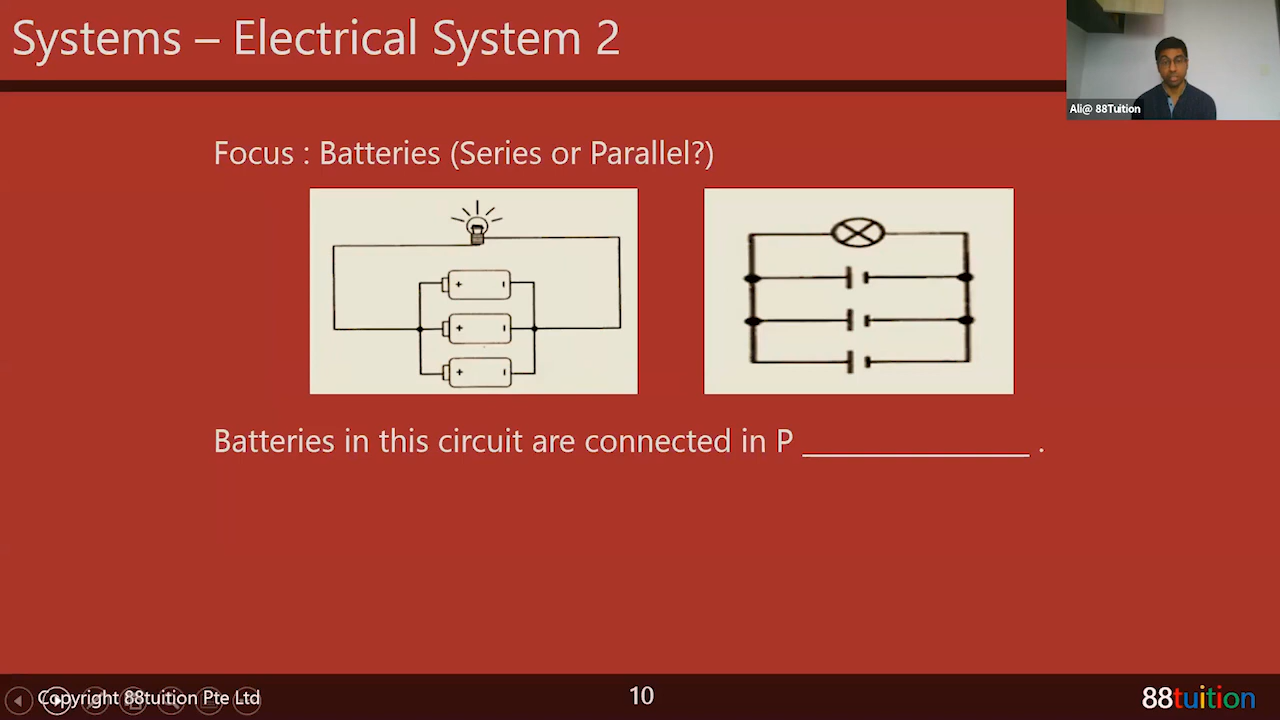 Systems – Electrical System 2
Ali@ 88Tuition
Focus : Batteries (Series or Parallel?)
+
+
+
Batteries in this circuit are connected in P ______________ .
Copyright 88tuition Pte Ltd
10
88tuition